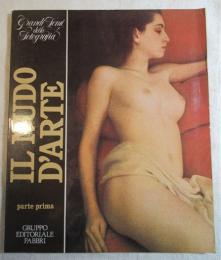 Grandi Temi
della
Fotografia
IL NUDO
D'ARTE
parte prima
GRUPPO
EDITORIALE
FABBRI